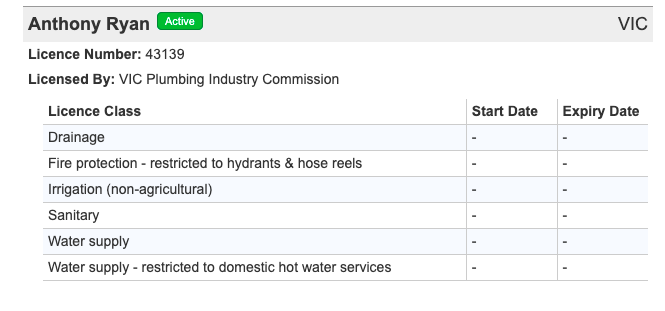 Anthony Ryan Active VIC
Licence Number: 43139
Licensed By: VIC Plumbing Industry Commission
Licence Class Start Date Expiry Date
Drainage - -
Fire protection - restricted to hydrants & hose reels - -
Irrigation (non-agricultural) - -
Sanitary - -
Water supply - -
Water supply - restricted to domestic hot water services - -